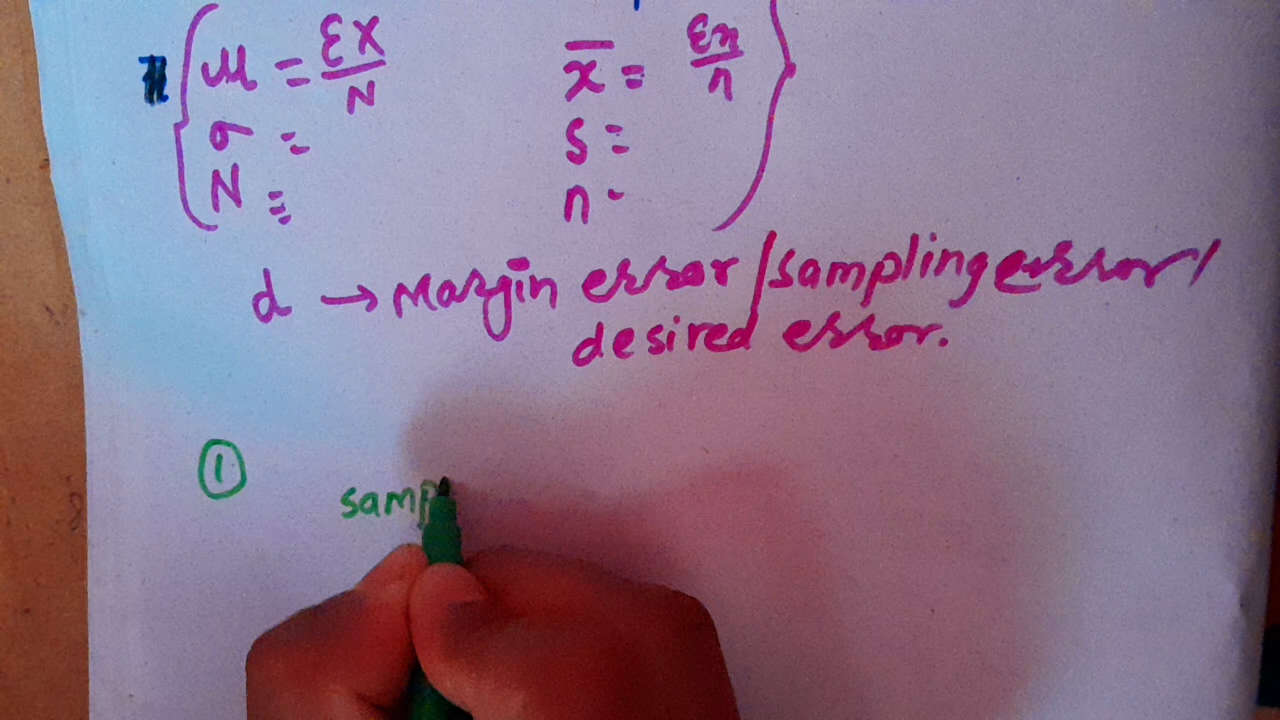 μ = ΣX/N x̄ = Σx/n
σ = S =
N = n -
d → Margin error / sampling error /
desired error.
① samp